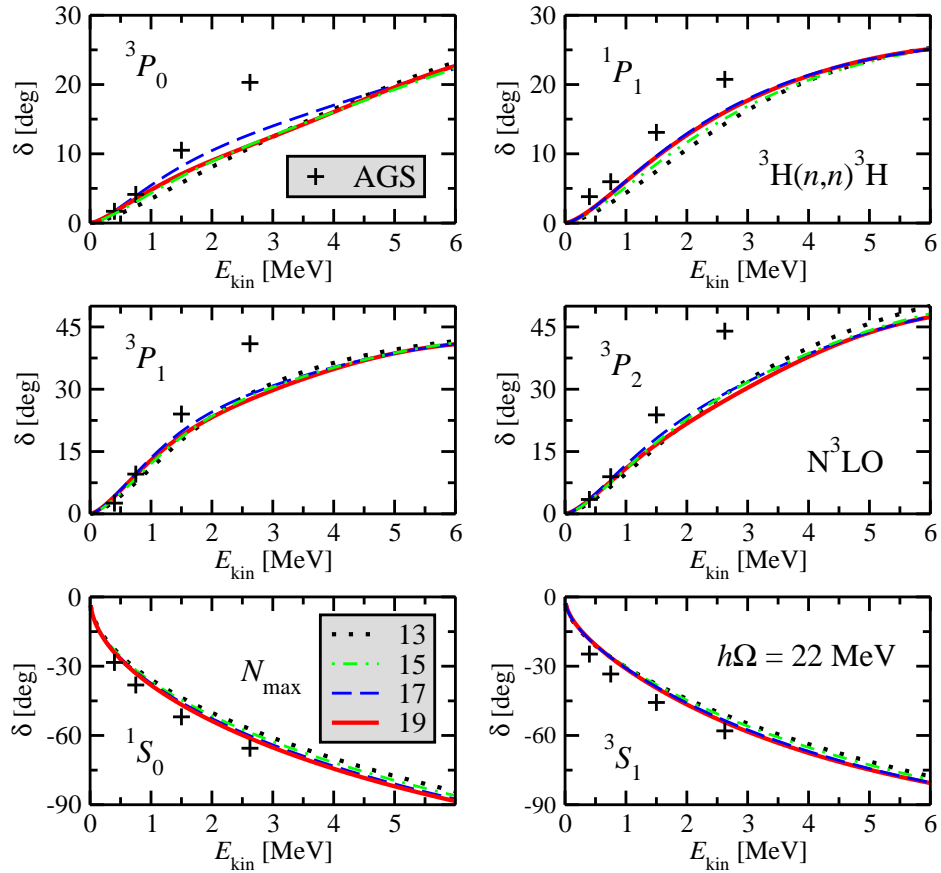 30
20
10
0
δ [deg]
³P₀
+ AGS
0 1 2 3 4 5 6
E_kin [MeV]
30
20
10
0
δ [deg]
¹P₁
³H(n,n)³H
0 1 2 3 4 5 6
E_kin [MeV]
45
30
15
0
δ [deg]
³P₁
0 1 2 3 4 5 6
E_kin [MeV]
45
30
15
0
δ [deg]
³P₂
N³LO
0 1 2 3 4 5 6
E_kin [MeV]
0
-30
-60
-90
δ [deg]
N_max
13
15
17
19
¹S₀
0 1 2 3 4 5 6
E_kin [MeV]
0
-30
-60
-90
δ [deg]
hΩ = 22 MeV
³S₁
0 1 2 3 4 5 6
E_kin [MeV]